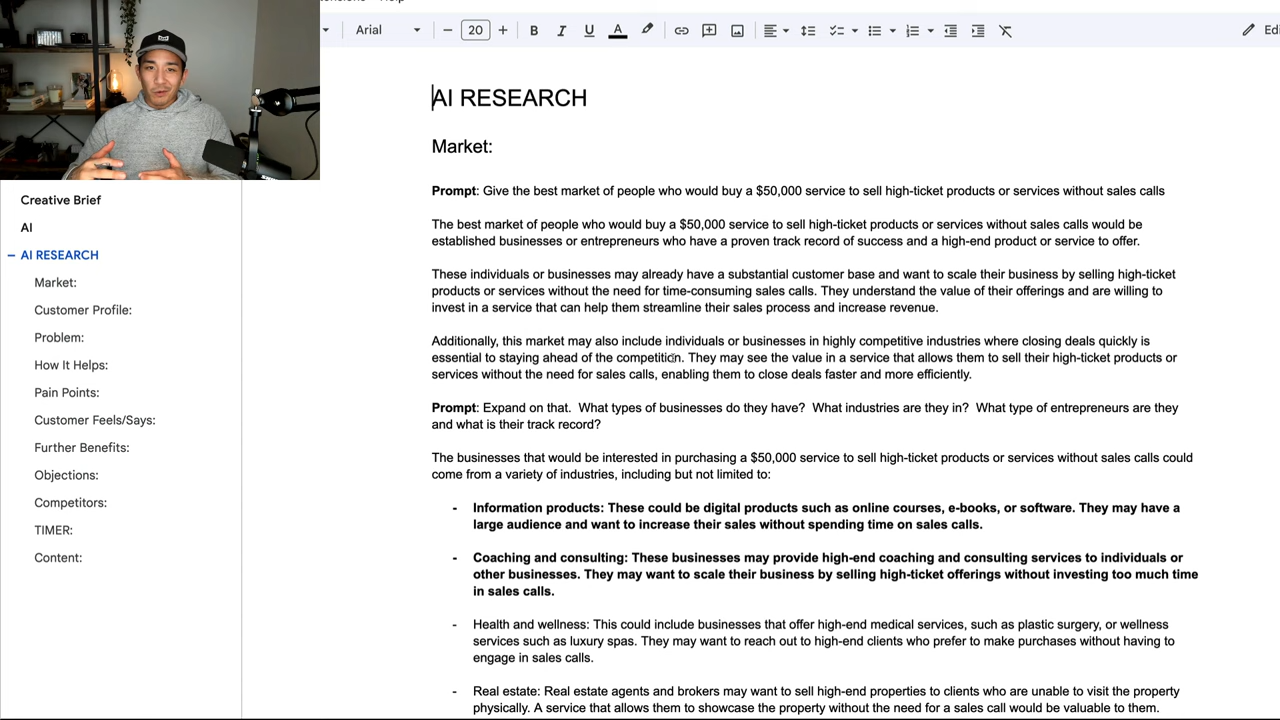 Arial
20
B
I
U
A
AI RESEARCH
Market:
Prompt: Give the best market of people who would buy a $50,000 service to sell high-ticket products or services without sales calls
The best market of people who would buy a $50,000 service to sell high-ticket products or services without sales calls would be
established businesses or entrepreneurs who have a proven track record of success and a high-end product or service to offer.
These individuals or businesses may already have a substantial customer base and want to scale their business by selling high-ticket
products or services without the need for time-consuming sales calls. They understand the value of their offerings and are willing to
invest in a service that can help them streamline their sales process and increase revenue.
Additionally, this market may also include individuals or businesses in highly competitive industries where closing deals quickly is
essential to staying ahead of the competition. They may see the value in a service that allows them to sell their high-ticket products or
services without the need for sales calls, enabling them to close deals faster and more efficiently.
Prompt: Expand on that.  What types of businesses do they have?  What industries are they in?  What type of entrepreneurs are they
and what is their track record?
The businesses that would be interested in purchasing a $50,000 service to sell high-ticket products or services without sales calls could
come from a variety of industries, including but not limited to:
- Information products: These could be digital products such as online courses, e-books, or software. They may have a
large audience and want to increase their sales without spending time on sales calls.
- Coaching and consulting: These businesses may provide high-end coaching and consulting services to individuals or
other businesses. They may want to scale their business by selling high-ticket offerings without investing too much time
in sales calls.
- Health and wellness: This could include businesses that offer high-end medical services, such as plastic surgery, or wellness
services such as luxury spas. They may want to reach out to high-end clients who prefer to make purchases without having to
engage in sales calls.
- Real estate: Real estate agents and brokers may want to sell high-end properties to clients who are unable to visit the property
physically. A service that allows them to showcase the property without the need for a sales call would be valuable to them.
Creative Brief
AI
AI RESEARCH
Market:
Customer Profile:
Problem:
How It Helps:
Pain Points:
Customer Feels/Says:
Further Benefits:
Objections:
Competitors:
TIMER:
Content: